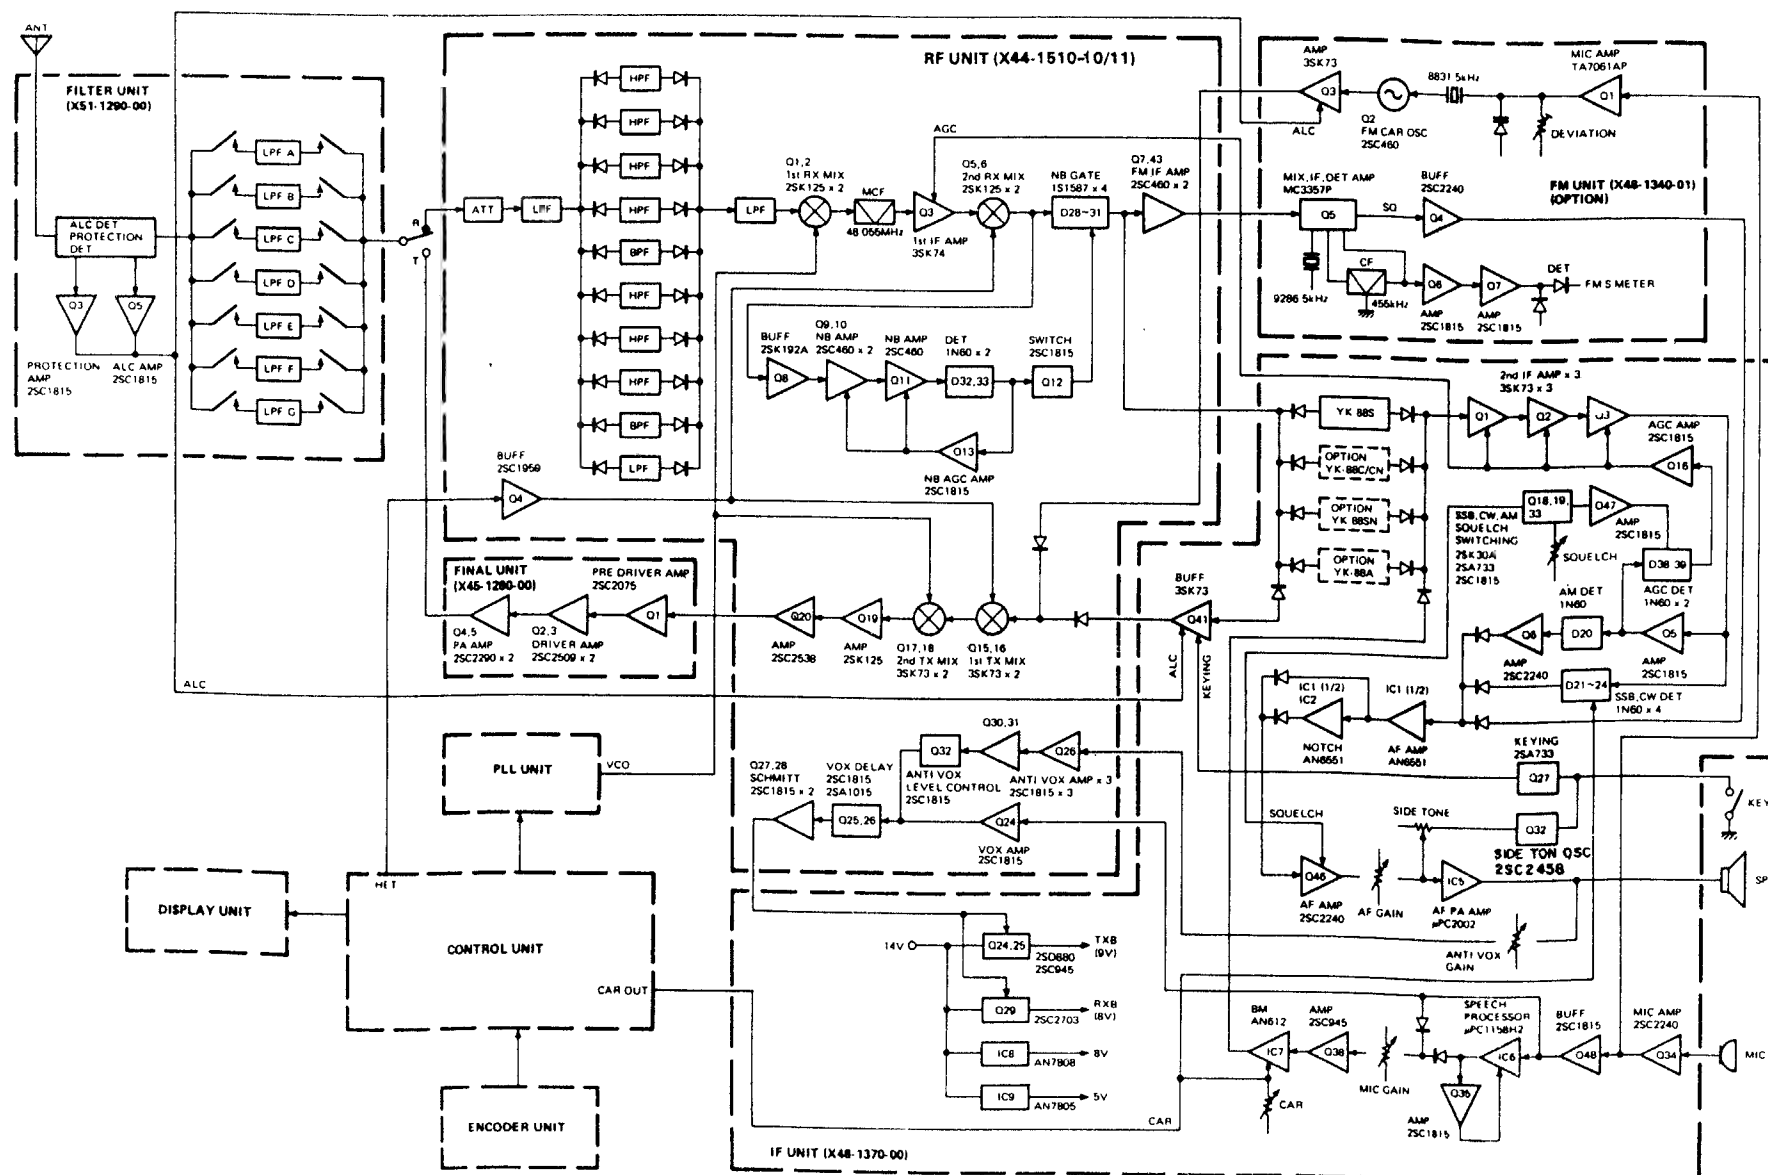 ANT
FILTER UNIT
(X51-1290-00)
ALC DET
PROTECTION
DET
Q3
Q5
PROTECTION
AMP
2SC1815
ALC AMP
2SC1815
LPF A
LPF B
LPF C
LPF D
LPF E
LPF F
LPF G
R
T
RF UNIT (X44-1510-10/11)
ATT
HPF
HPF
HPF
HPF
BPF
HPF
HPF
BPF
LPF
LPF
Q1,2
1st RX MIX
2SK125 x 2
MCF
48 055MHz
AGC
Q3
1st IF AMP
3SK74
Q5,6
2nd RX MIX
2SK125 x 2
NB GATE
1S1587 x 4
D28~31
Q7,43
FM IF AMP
2SC460 x 2
BUFF
2SK192A
Q8
Q9,10
NB AMP
2SC460 x 2
NB AMP
2SC460
Q11
DET
1N60 x 2
D32,33
SWITCH
2SC1815
Q12
Q13
NB AGC AMP
2SC1815
BUFF
2SC1959
Q4
AMP
3SK73
Q3
ALC
Q2
FM CAR OSC
2SC460
8831 5kHz
MIC AMP
TA7061AP
Q1
DEVIATION
FM UNIT (X48-1340-01)
(OPTION)
MIX, IF, DET AMP
MC3357P
Q5
SQ
BUFF
2SC2240
Q4
9286 5kHz
CF
455kHz
Q6
AMP
2SC1815
Q7
AMP
2SC1815
DET
FM S METER
FINAL UNIT
(X45-1280-00)
PRE DRIVER AMP
2SC2075
Q1
Q4,5
PA AMP
2SC2290 x 2
Q2,3
DRIVER AMP
2SC2509 x 2
Q20
AMP
2SC2538
Q19
AMP
2SK125
Q17,18
2nd TX MIX
3SK73 x 2
Q15,16
1st TX MIX
3SK73 x 2
BUFF
3SK73
Q41
ALC
KEYING
ALC
YK 88S
OPTION
YK-88C/CN
OPTION
YK 88SN
OPTION
YK-88A
2nd IF AMP x 3
3SK73 x 3
Q1
Q2
Q3
AGC AMP
2SC1815
Q16
SSB, CW, AM
SQUELCH
SWITCHING
2SK30A
2SA733
2SC1815
Q18,19,
33
SQUELCH
Q47
AMP
2SC1815
D38 39
AGC DET
1N60 x 2
AM DET
1N60
D20
Q6
AMP
2SC2240
Q5
AMP
2SC1815
D21~24
SSB, CW DET
1N60 x 4
IC1 (1/2)
IC2
NOTCH
AN6551
IC1 (1/2)
AF AMP
AN6551
PLL UNIT
VCO
Q27,28
SCHMITT
2SC1815 x 2
VOX DELAY
2SC1815
2SA1015
Q25,26
Q32
ANTI VOX
LEVEL CONTROL
2SC1815
Q30,31
Q26
ANTI VOX AMP x 3
2SC1815 x 3
Q24
VOX AMP
2SC1815
KEYING
2SA733
Q27
KEY
SIDE TONE
Q32
SIDE TON OSC
2SC2458
SQUELCH
Q46
AF AMP
2SC2240
AF GAIN
IC5
AF PA AMP
μPC2002
SP
ANTI VOX
GAIN
DISPLAY UNIT
HET
CONTROL UNIT
CAR OUT
ENCODER UNIT
14V
Q24,25
2SD880
2SC945
TXB
(9V)
Q29
2SC2703
RXB
(8V)
IC8
AN7808
8V
IC9
AN7805
5V
CAR
BM
AN612
IC7
CAR
AMP
2SC945
Q38
MIC GAIN
SPEECH
PROCESSOR
μPC1158H2
IC6
AMP
2SC1815
BUFF
2SC1815
Q48
MIC AMP
2SC2240
Q34
MIC
IF UNIT (X48-1370-00)